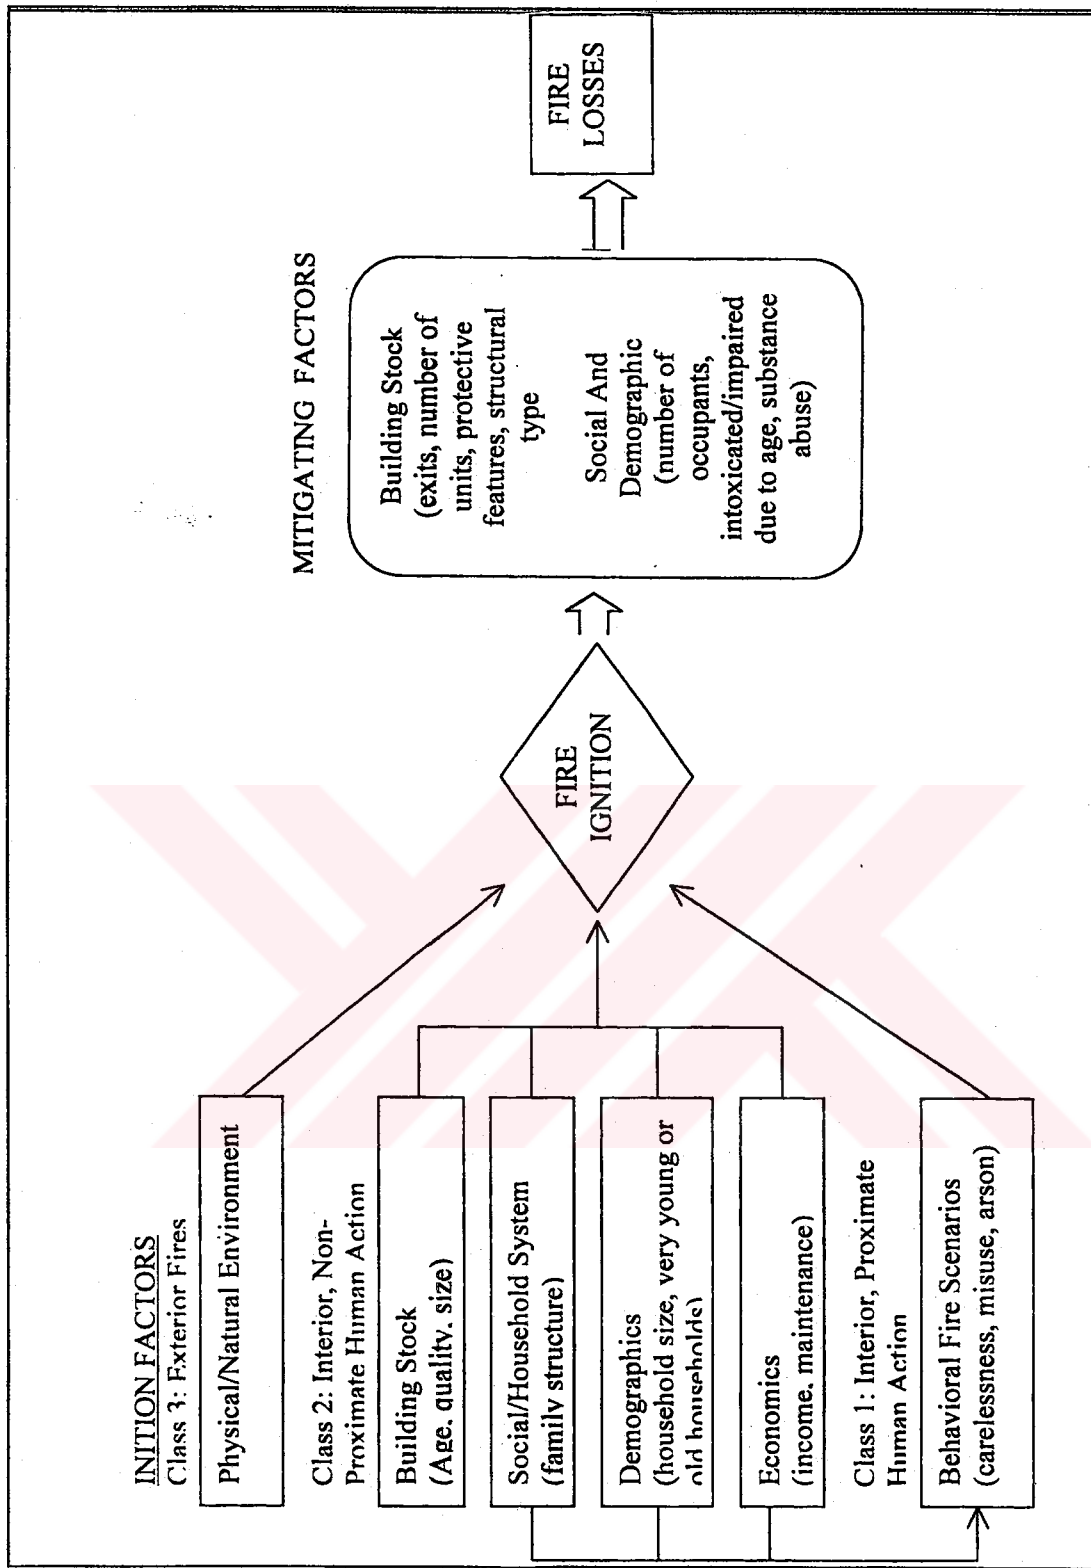 INITION FACTORS
Class 3: Exterior Fires
Physical/Natural Environment
Class 2: Interior, Non-
Proximate Human Action
Building Stock
(Age, quality, size)
Social/Household System
(family structure)
Demographics
(household size, very young or
old households)
Economics
(income, maintenance)
Class 1: Interior, Proximate
Human Action
Behavioral Fire Scenarios
(carelessness, misuse, arson)
FIRE
IGNITION
MITIGATING FACTORS
Building Stock
(exits, number of
units, protective
features, structural
type
Social And
Demographic
(number of
occupants,
intoxicated/impaired
due to age, substance
abuse)
FIRE
LOSSES